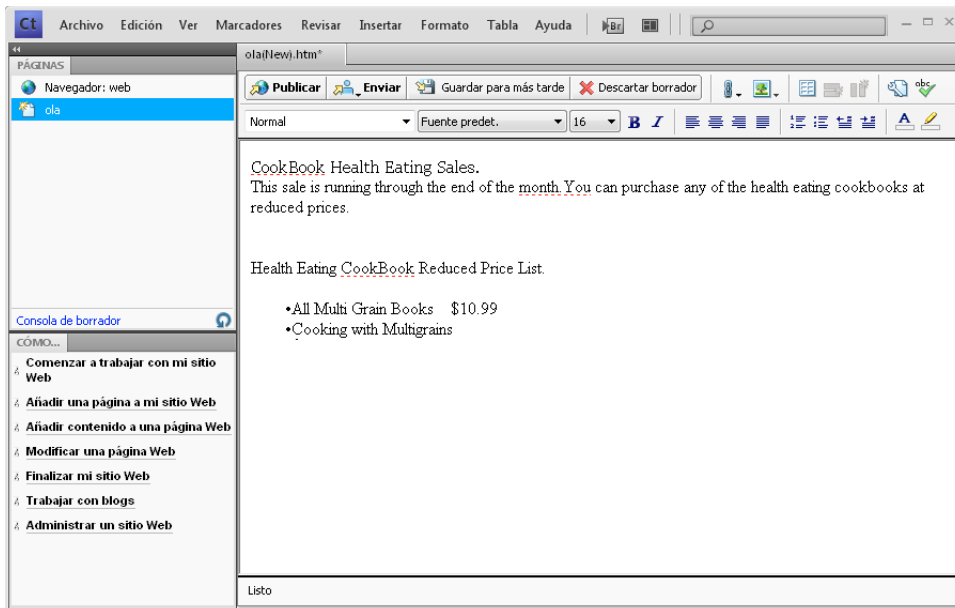 Ct Archivo Edición Ver Marcadores Revisar Insertar Formato Tabla Ayuda Br
PÁGINAS
Navegador: web
ola
Consola de borrador
CÓMO...
Comenzar a trabajar con mi sitio
Web
Añadir una página a mi sitio Web
Añadir contenido a una página Web
Modificar una página Web
Finalizar mi sitio Web
Trabajar con blogs
Administrar un sitio Web
ola(New).htm*
Publicar Enviar Guardar para más tarde Descartar borrador abc
Normal Fuente predet. 16 B I A
CookBook Health Eating Sales.
This sale is running through the end of the month.You can purchase any of the health eating cookbooks at
reduced prices.
Health Eating CookBook Reduced Price List.
•All Multi Grain Books $10.99
•Cooking with Multigrains
Listo